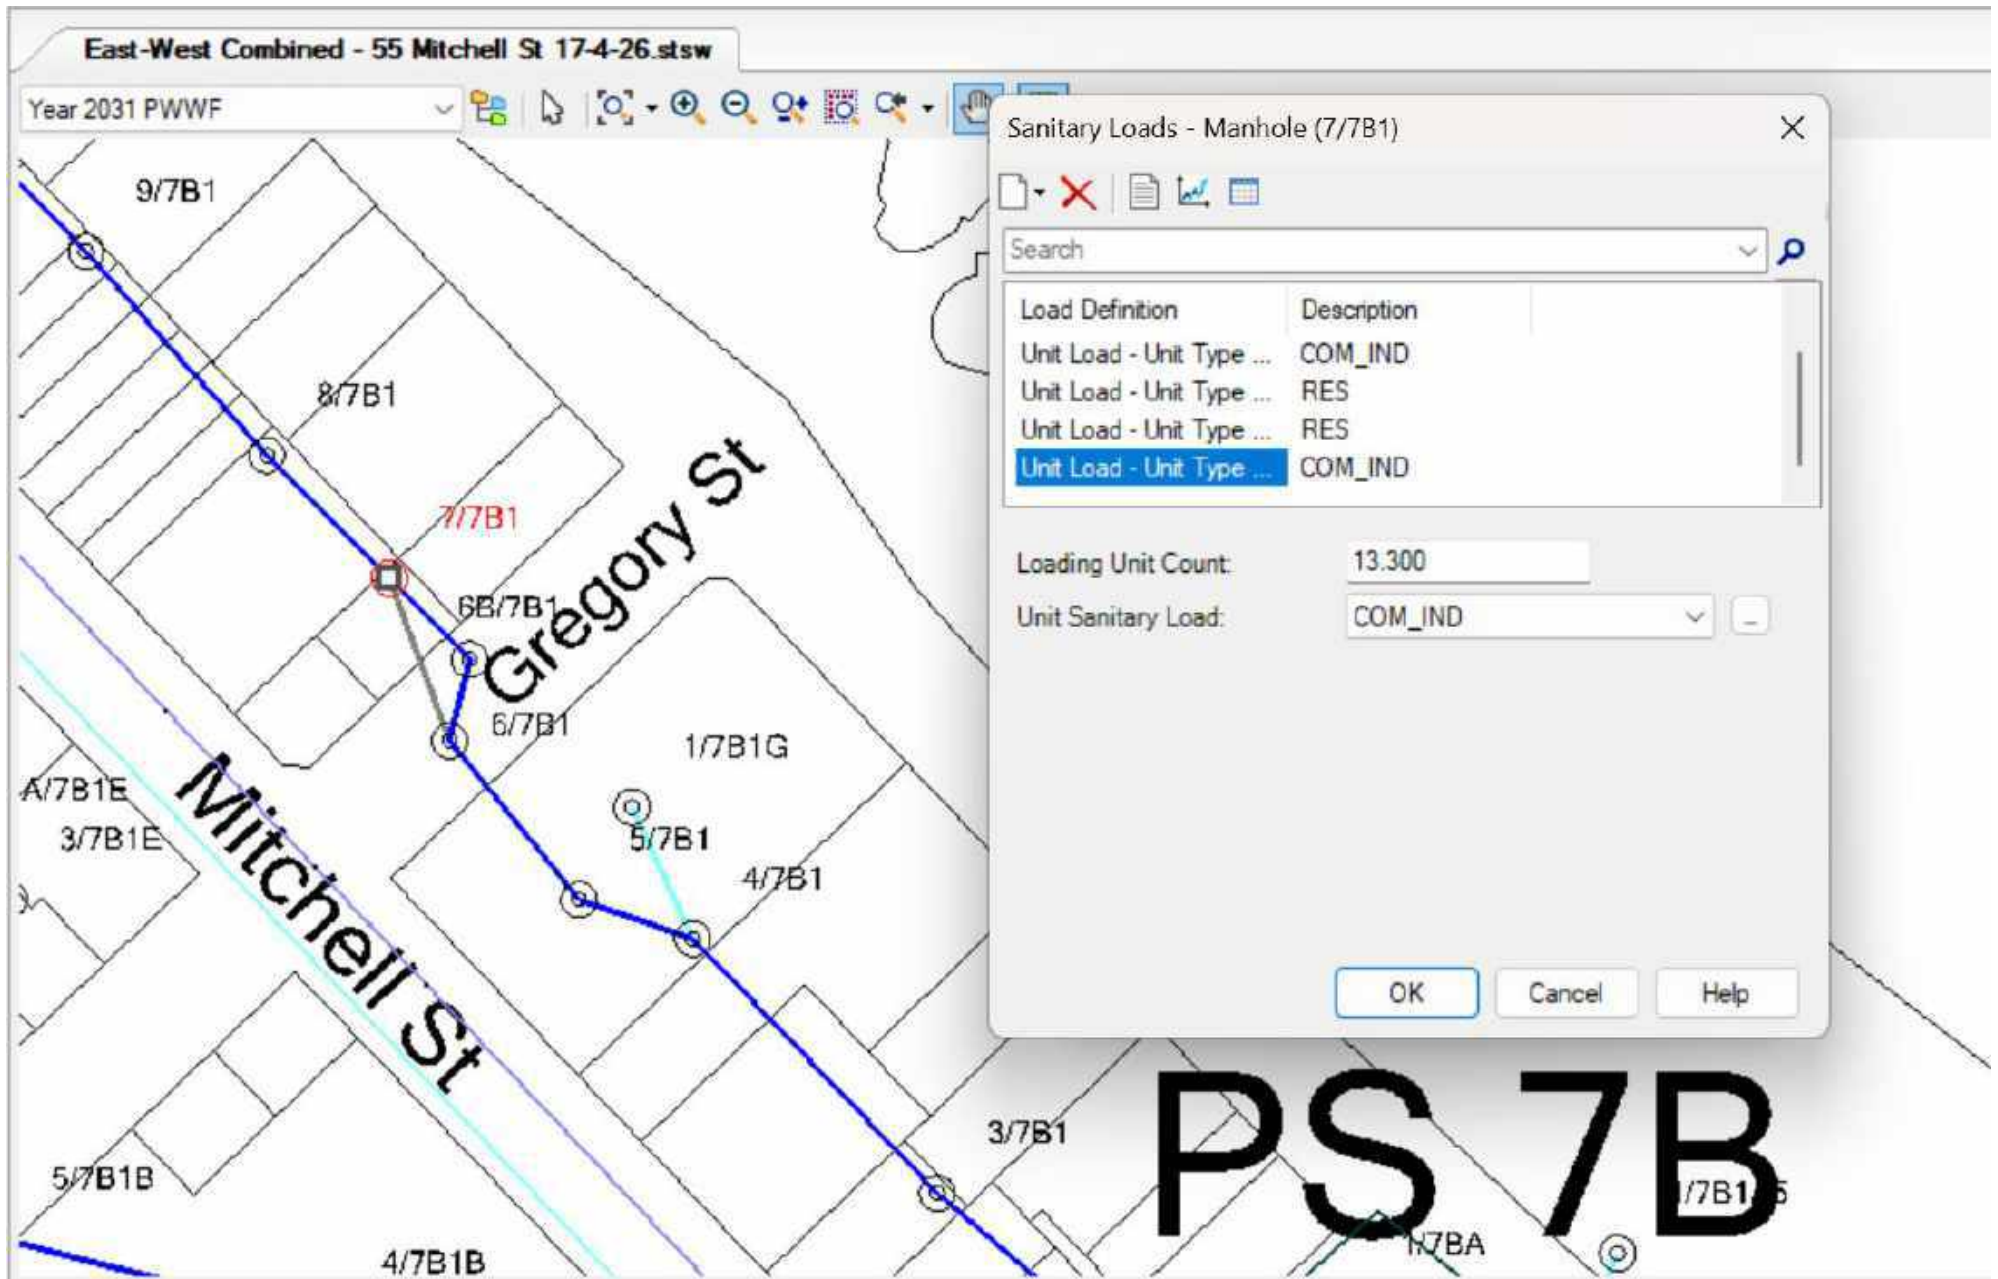 East-West Combined - 55 Mitchell St 17-4-26.stsw
Year 2031 PWWF
Sanitary Loads - Manhole (7/7B1)
Search
Load Definition Description
Unit Load - Unit Type ... COM_IND
Unit Load - Unit Type ... RES
Unit Load - Unit Type ... RES
Unit Load - Unit Type ... COM_IND
Loading Unit Count: 13.300
Unit Sanitary Load: COM_IND
OK Cancel Help
9/7B1
8/7B1
7/7B1
Gregory St
6B/7B1
6/7B1
1/7B1G
A/7B1E
3/7B1E
5/7B1
4/7B1
Mitchell St
3/7B1
PS 7B
5/7B1B
4/7B1B
1/7BA